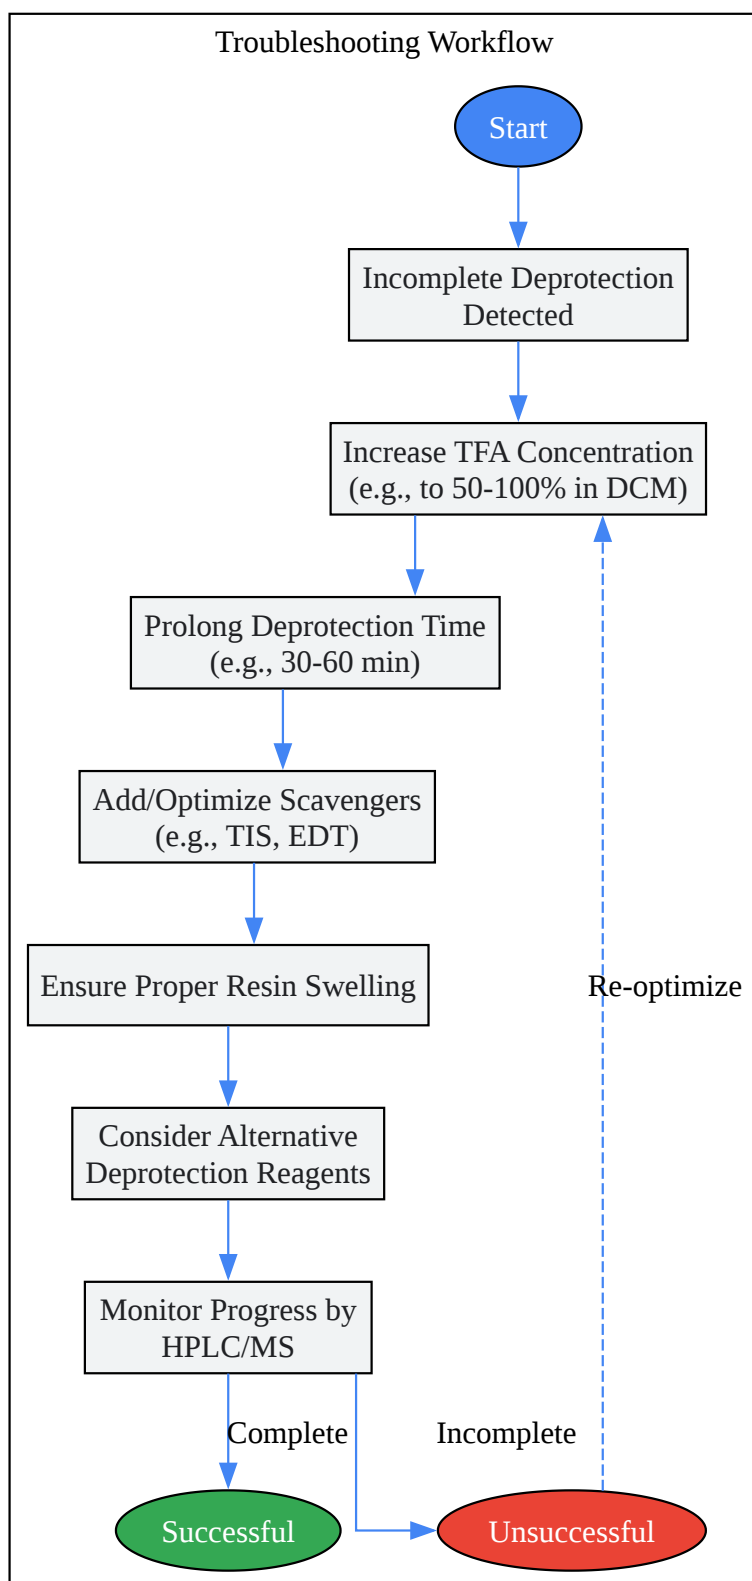 Troubleshooting Workflow
Start
Incomplete Deprotection
Detected
Increase TFA Concentration
(e.g., to 50-100% in DCM)
Prolong Deprotection Time
(e.g., 30-60 min)
Add/Optimize Scavengers
(e.g., TIS, EDT)
Ensure Proper Resin Swelling
Re-optimize
Consider Alternative
Deprotection Reagents
Monitor Progress by
HPLC/MS
Complete
Incomplete
Successful
Unsuccessful